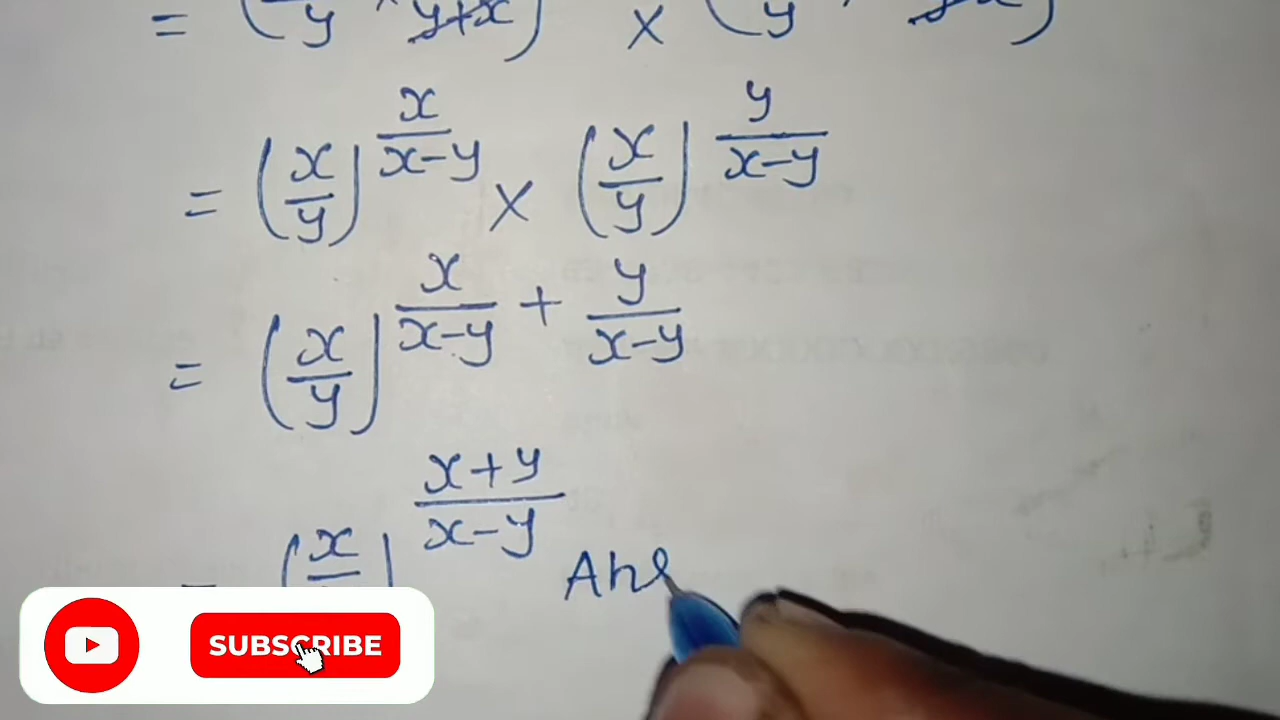 = (x/y)^(x/(x-y)) × (x/y)^(y/(x-y))
= (x/y)^(x/(x-y) + y/(x-y))
= (x/y)^((x+y)/(x-y)) Ans
SUBSCRIBE